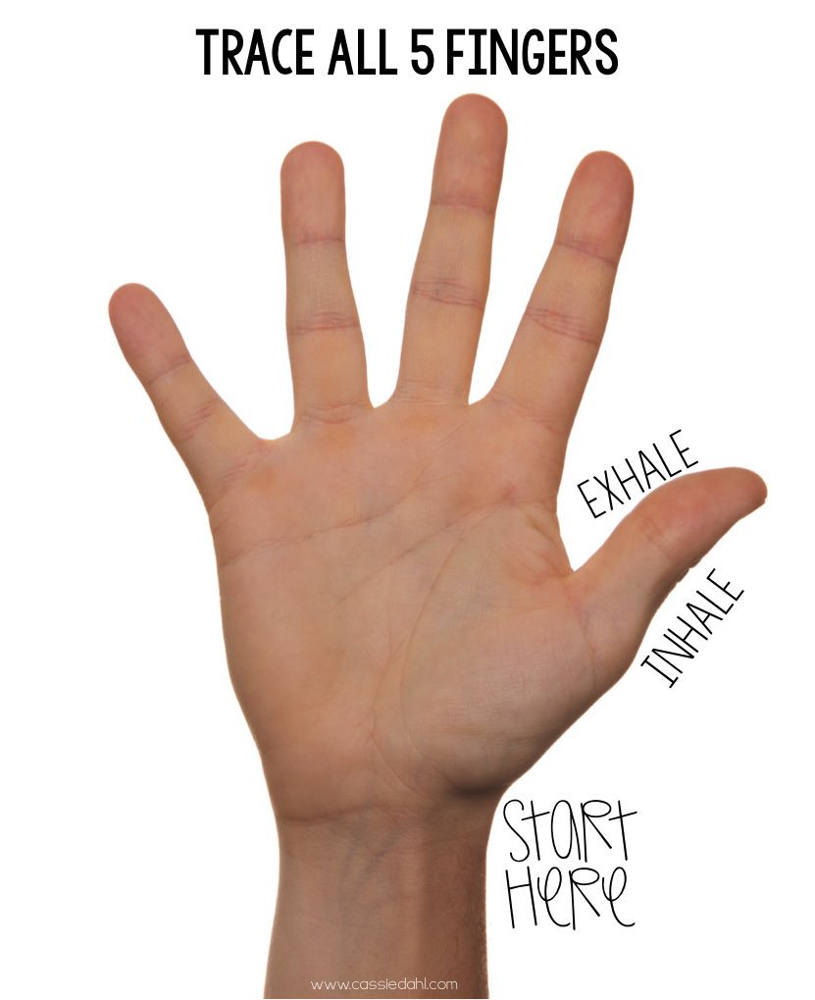 TRACE ALL 5 FINGERS
EXHALE
INHALE
START
HERE
www.cassiedahl.com